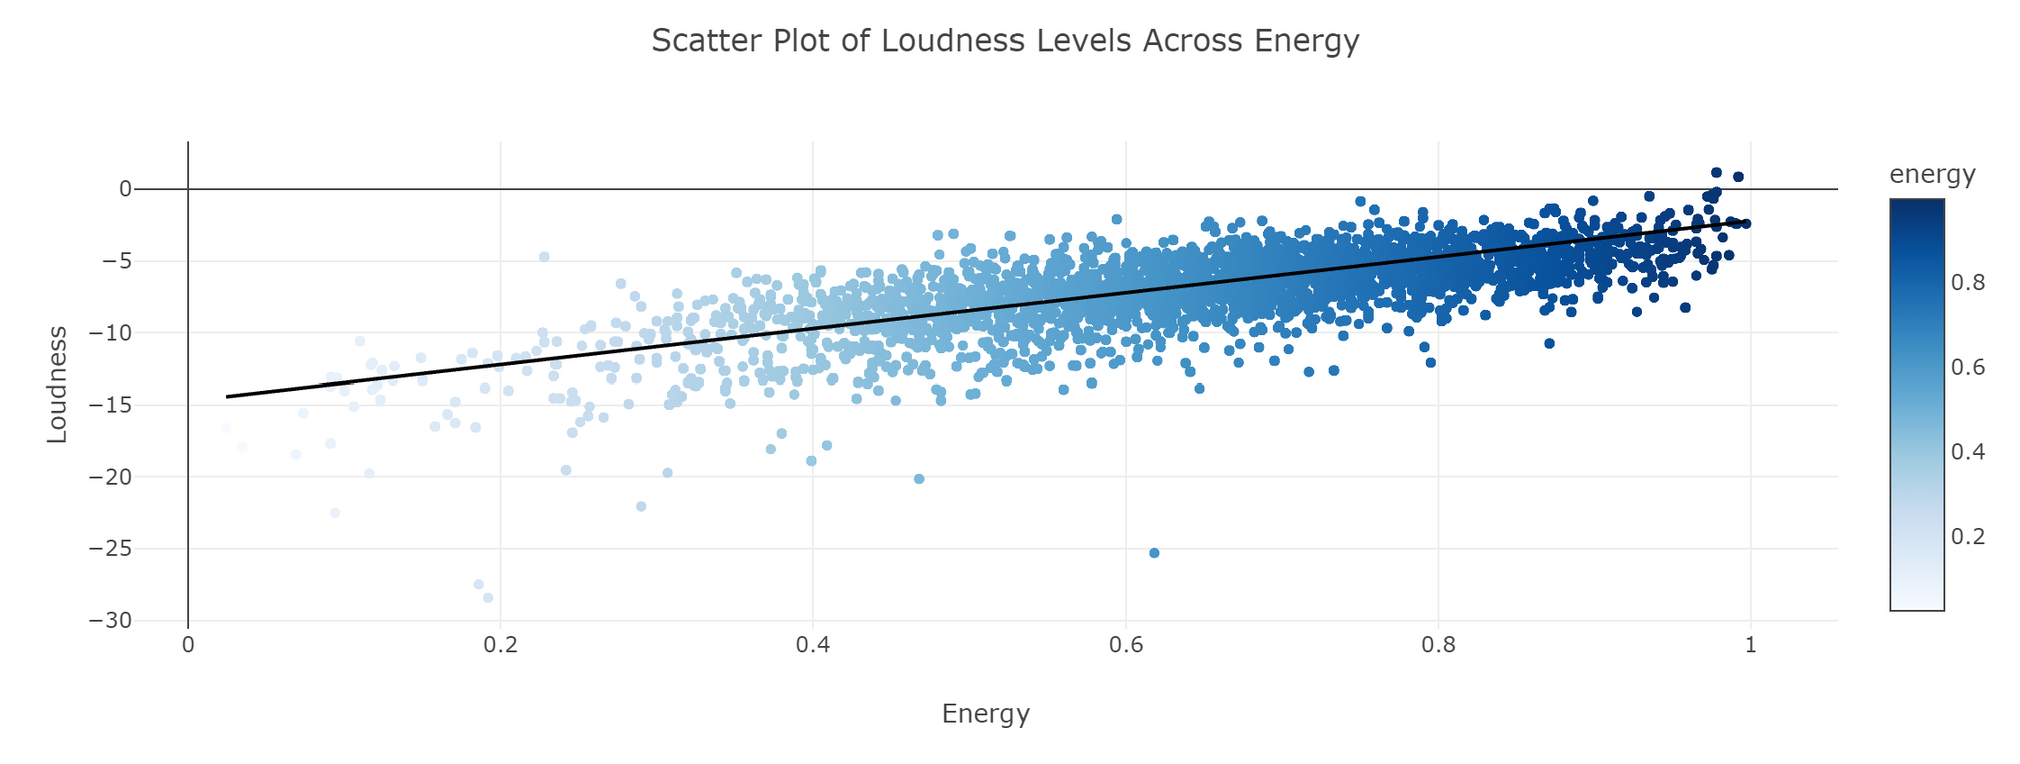 Scatter Plot of Loudness Levels Across Energy
energy
0
−5
−10
−15
−20
−25
−30
Loudness
0.8
0.6
0.4
0.2
0 0.2 0.4 0.6 0.8 1
Energy